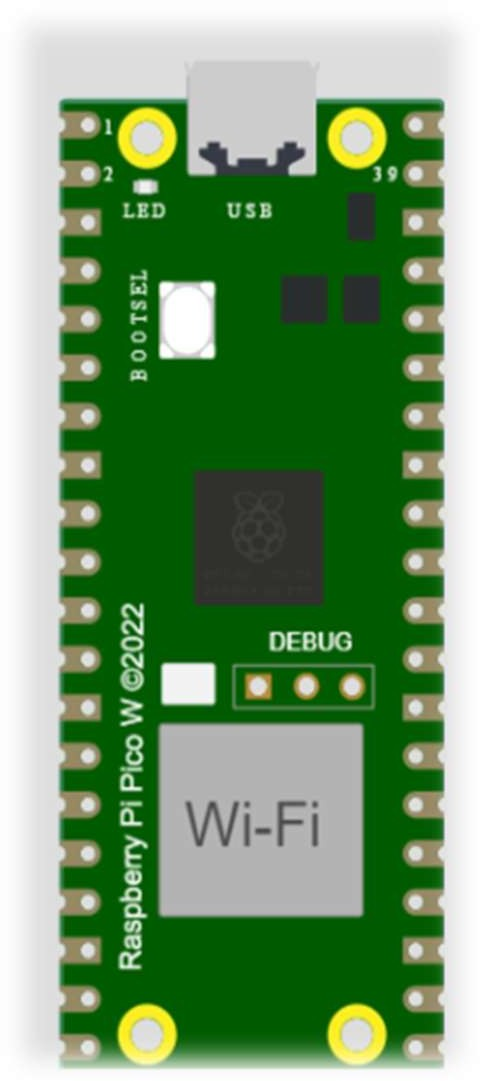 1
2
39
LED
USB
BOOTSEL
DEBUG
Raspberry Pi Pico W ©2022
Wi-Fi